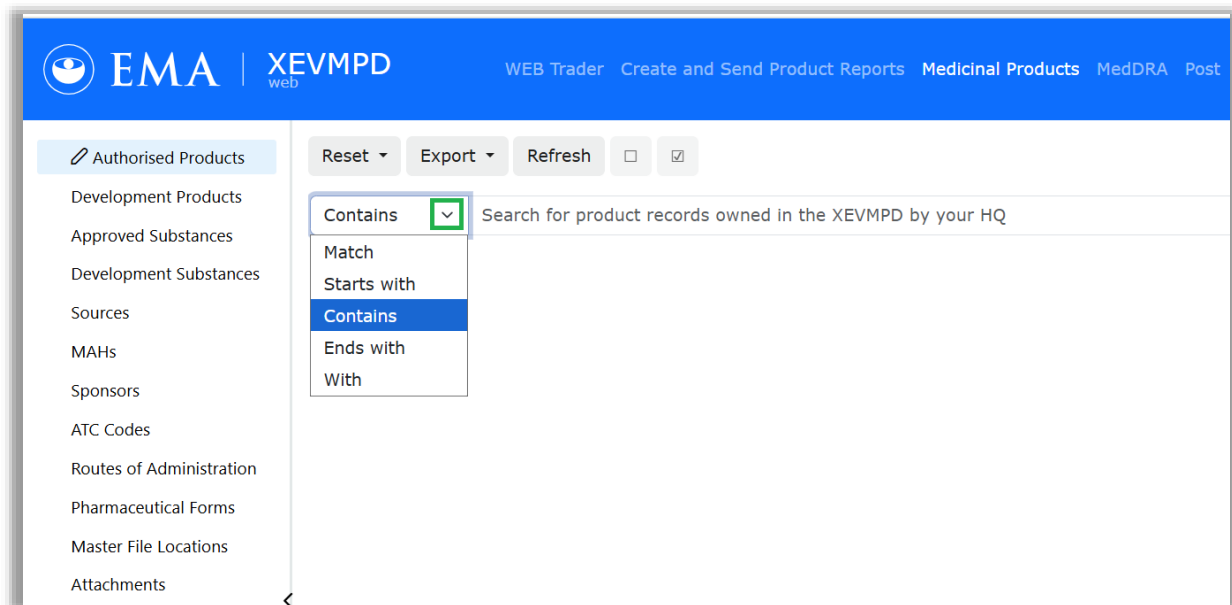 EMA | XEVMPD
web
WEB Trader Create and Send Product Reports Medicinal Products MedDRA Post
Authorised Products
Development Products
Approved Substances
Development Substances
Sources
MAHs
Sponsors
ATC Codes
Routes of Administration
Pharmaceutical Forms
Master File Locations
Attachments
Reset Export Refresh
Contains Search for product records owned in the XEVMPD by your HQ
Match
Starts with
Contains
Ends with
With